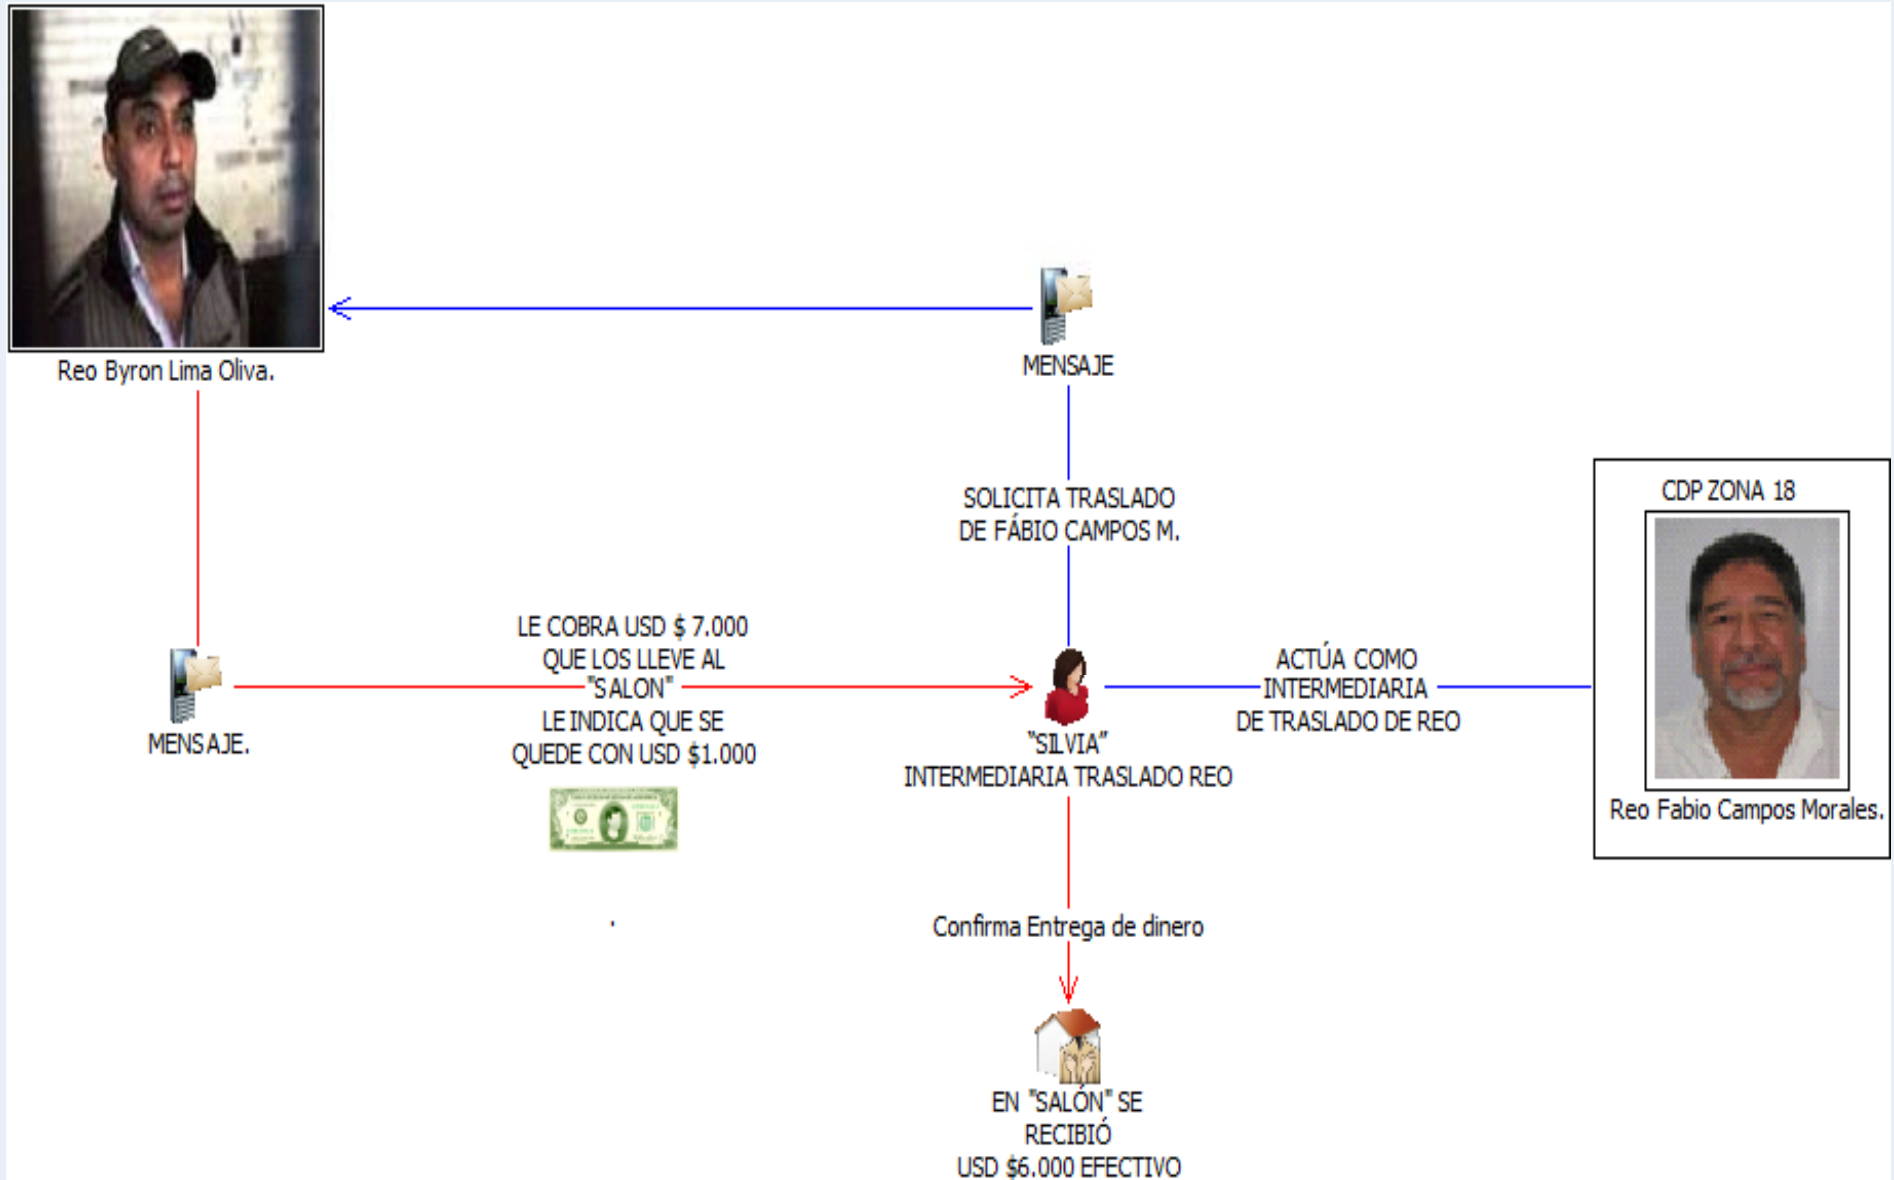 Reo Byron Lima Oliva.
MENSAJE
SOLICITA TRASLADO
DE FÁBIO CAMPOS M.
CDP ZONA 18
Reo Fabio Campos Morales.
LE COBRA USD $ 7.000
QUE LOS LLEVE AL
"SALON"
LE INDICA QUE SE
QUEDE CON USD $1.000
MENSAJE.
ACTÚA COMO
INTERMEDIARIA
DE TRASLADO DE REO
“SILVIA”
INTERMEDIARIA TRASLADO REO
Confirma Entrega de dinero
EN "SALÓN" SE
RECIBIÓ
USD $6.000 EFECTIVO